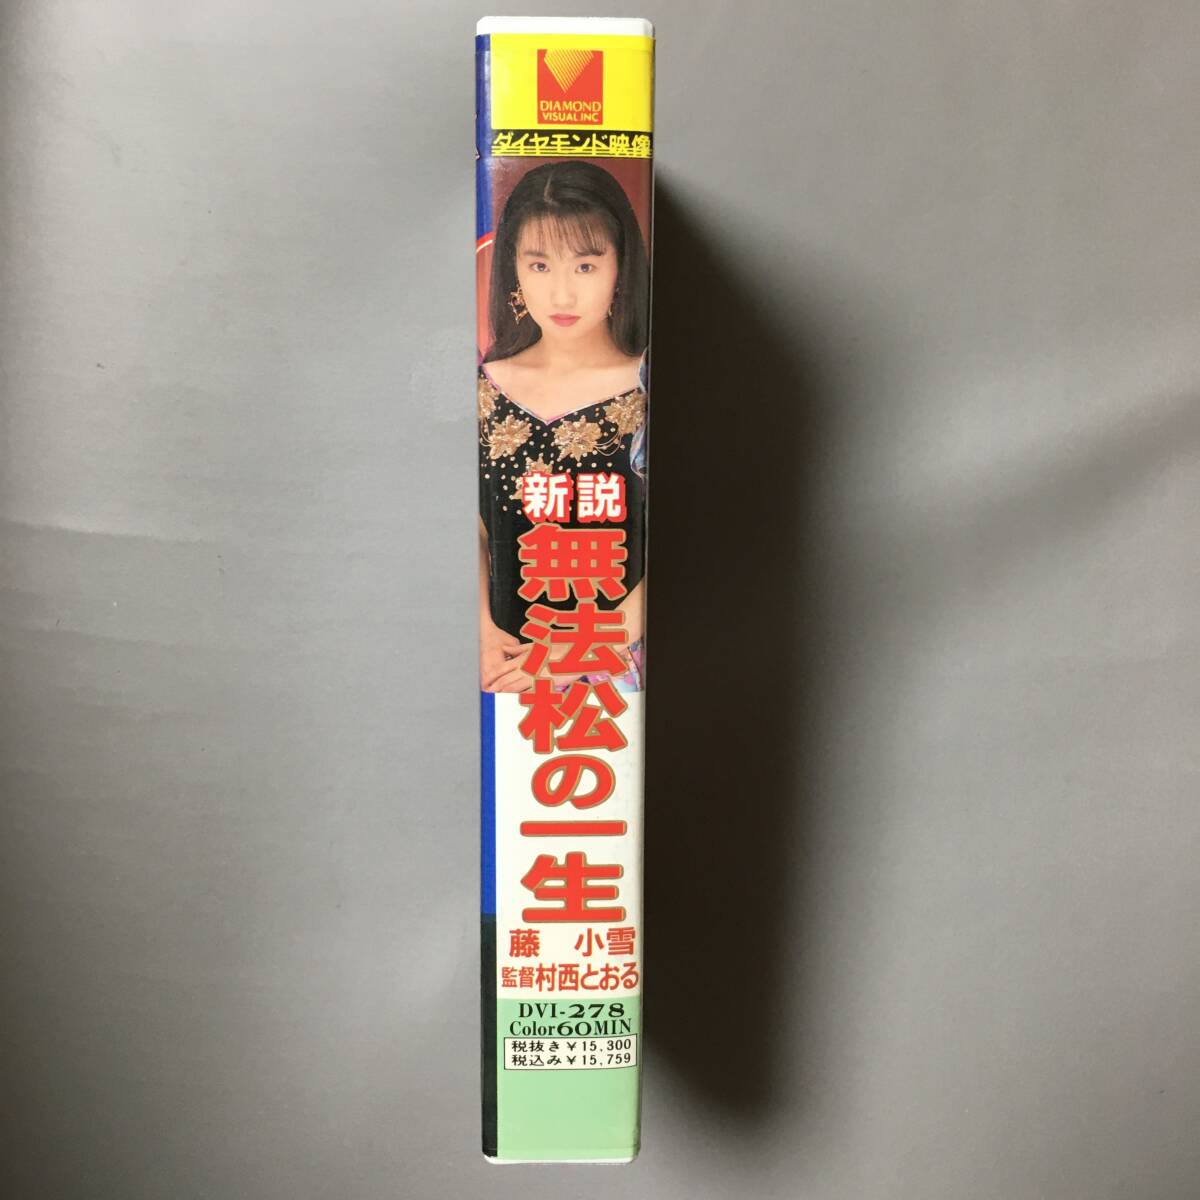 DIAMOND
VISUAL.INC
ダイヤモンド映像
新説
無法松の一生
藤 小雪
監督村西とおる
DVI-278
Color60MIN
税抜き¥15,300
税込み¥15,759